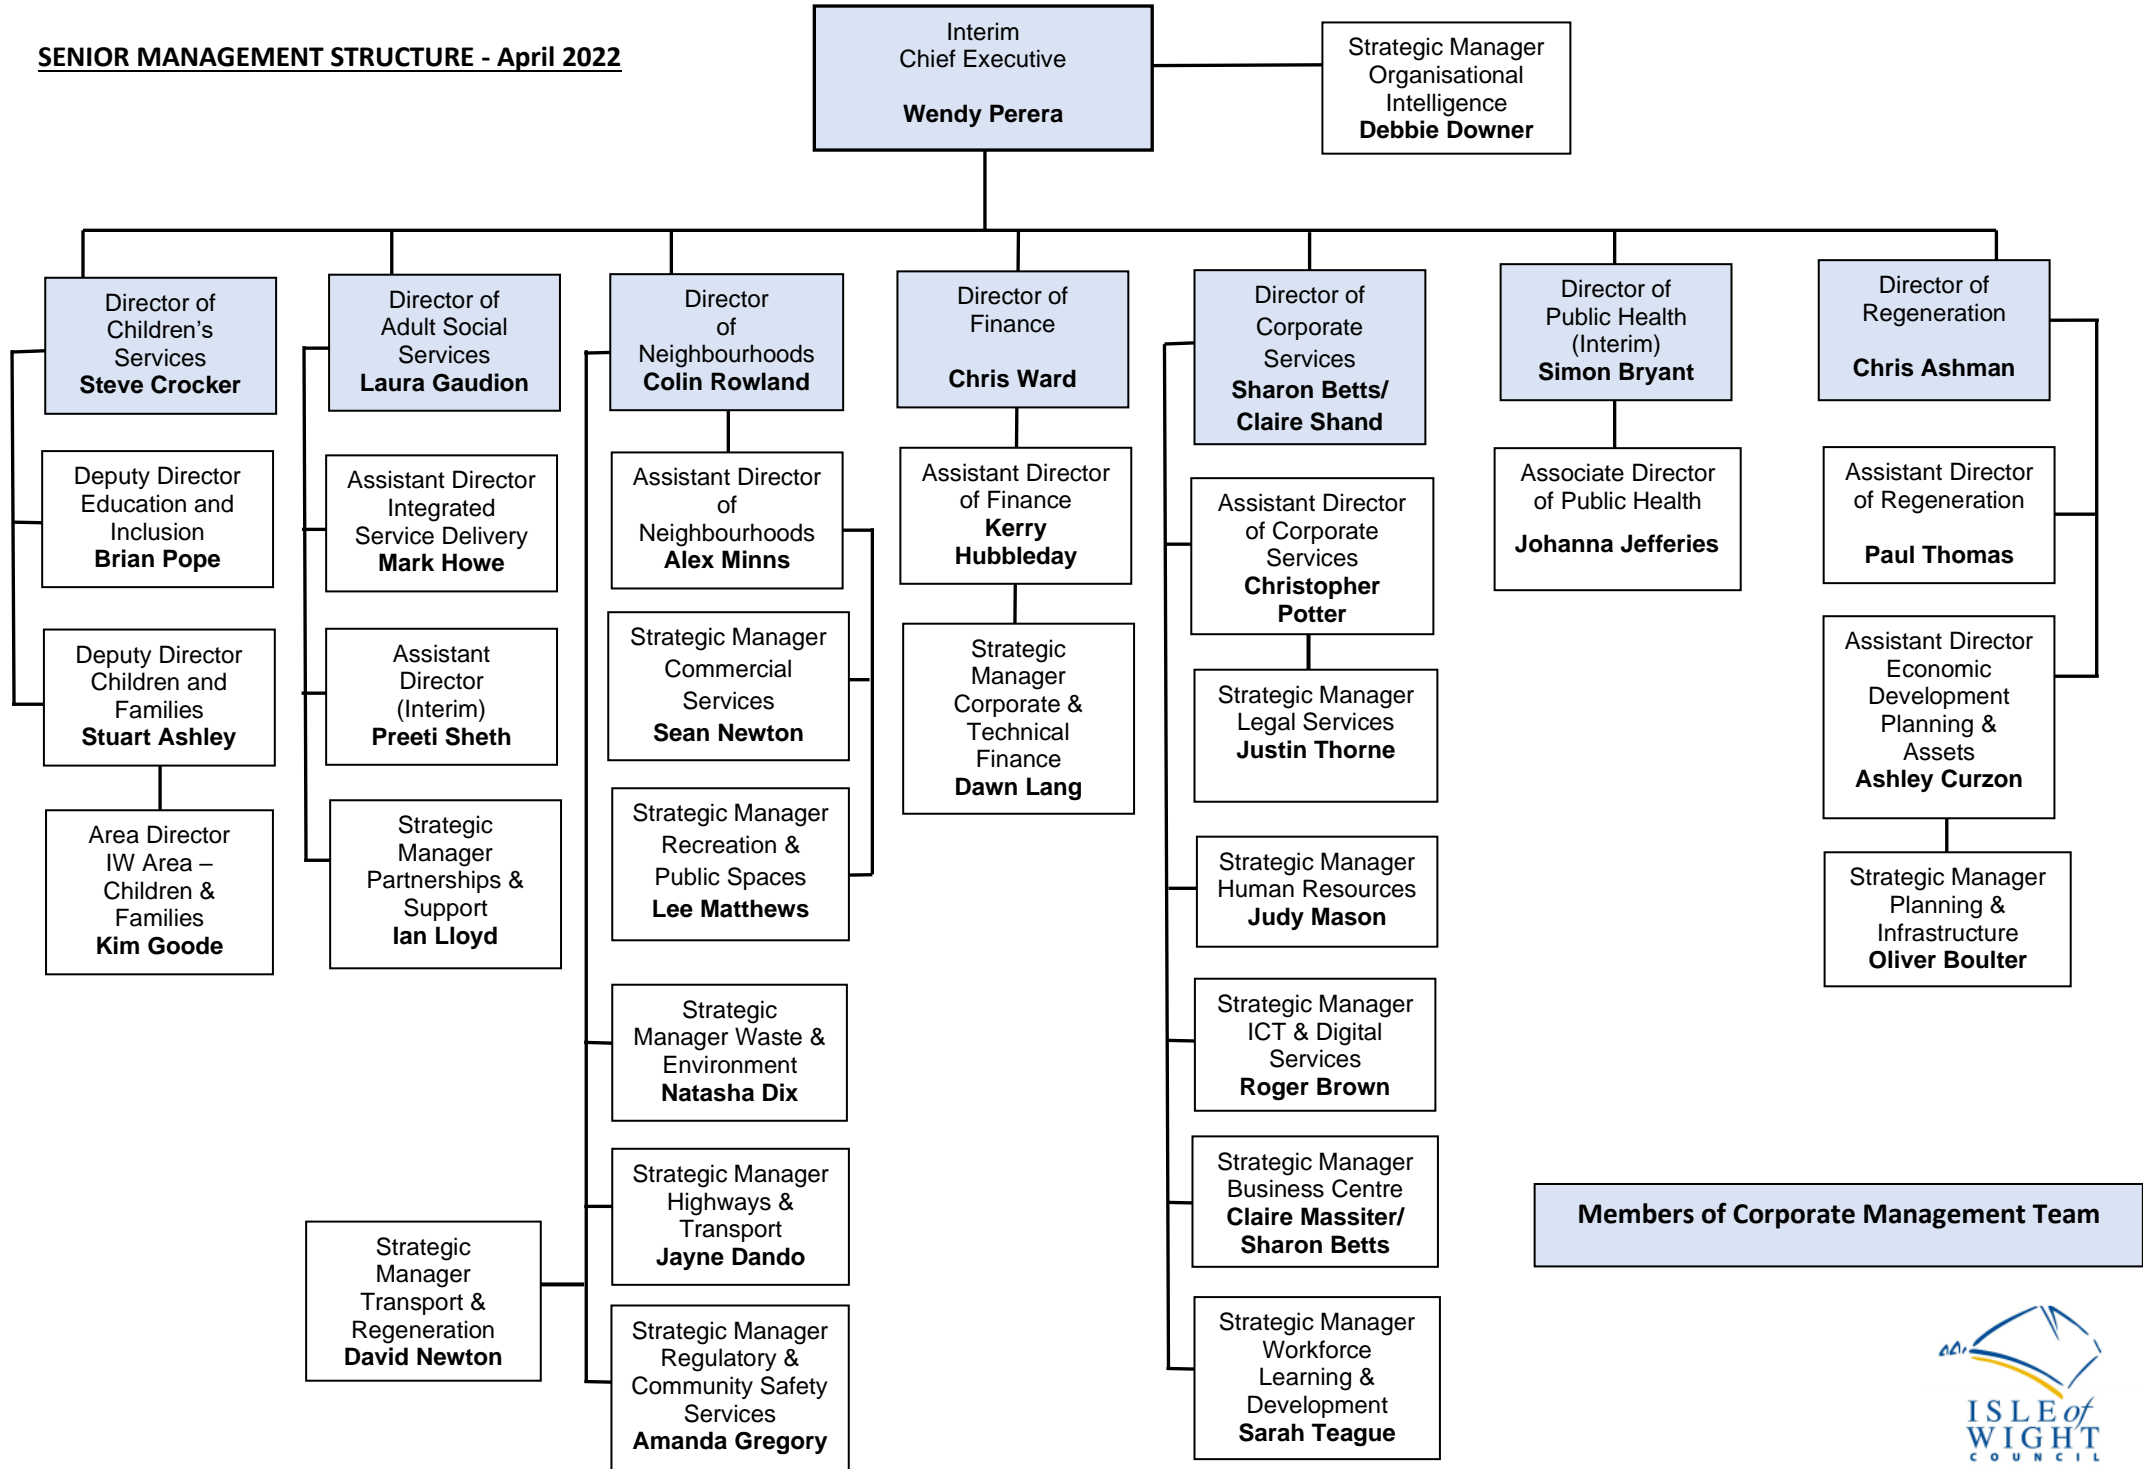 SENIOR MANAGEMENT STRUCTURE - April 2022
Interim
Chief Executive
Wendy Perera
Strategic Manager
Organisational
Intelligence
Debbie Downer
Director of
Children’s
Services
Steve Crocker
Director of
Adult Social
Services
Laura Gaudion
Director
of
Neighbourhoods
Colin Rowland
Director of
Finance
Chris Ward
Director of
Corporate
Services
Sharon Betts/
Claire Shand
Director of
Public Health
(Interim)
Simon Bryant
Director of
Regeneration
Chris Ashman
Deputy Director
Education and
Inclusion
Brian Pope
Deputy Director
Children and
Families
Stuart Ashley
Area Director
IW Area –
Children &
Families
Kim Goode
Assistant Director
Integrated
Service Delivery
Mark Howe
Assistant
Director
(Interim)
Preeti Sheth
Strategic
Manager
Partnerships &
Support
Ian Lloyd
Assistant Director
of
Neighbourhoods
Alex Minns
Strategic Manager
Commercial
Services
Sean Newton
Strategic Manager
Recreation &
Public Spaces
Lee Matthews
Strategic
Manager Waste &
Environment
Natasha Dix
Strategic Manager
Highways &
Transport
Jayne Dando
Strategic
Manager
Transport &
Regeneration
David Newton
Strategic Manager
Regulatory &
Community Safety
Services
Amanda Gregory
Assistant Director
of Finance
Kerry
Hubbleday
Strategic
Manager
Corporate &
Technical
Finance
Dawn Lang
Assistant Director
of Corporate
Services
Christopher
Potter
Strategic Manager
Legal Services
Justin Thorne
Strategic Manager
Human Resources
Judy Mason
Strategic Manager
ICT & Digital
Services
Roger Brown
Strategic Manager
Business Centre
Claire Massiter/
Sharon Betts
Strategic Manager
Workforce
Learning &
Development
Sarah Teague
Associate Director
of Public Health
Johanna Jefferies
Assistant Director
of Regeneration
Paul Thomas
Assistant Director
Economic
Development
Planning &
Assets
Ashley Curzon
Strategic Manager
Planning &
Infrastructure
Oliver Boulter
Members of Corporate Management Team
ISLE of
WIGHT
COUNCIL